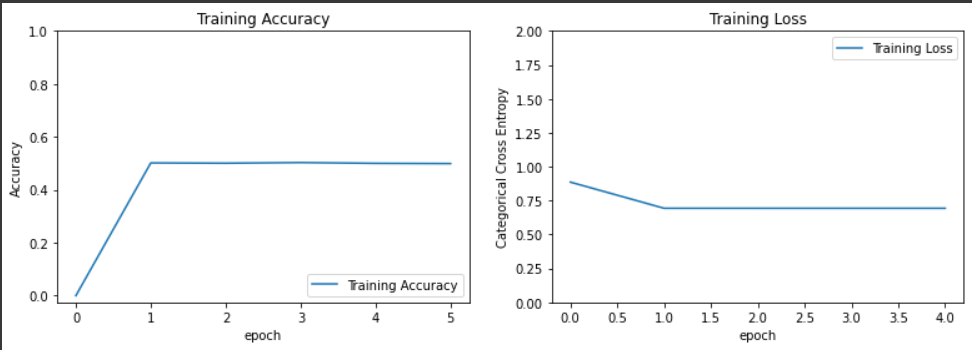 Training Accuracy
1.0
0.8
0.6
0.4
0.2
0.0
Accuracy
Training Accuracy
0 1 2 3 4 5
epoch
Training Loss
2.00
1.75
1.50
1.25
1.00
0.75
0.50
0.25
0.00
Categorical Cross Entropy
Training Loss
0.0 0.5 1.0 1.5 2.0 2.5 3.0 3.5 4.0
epoch